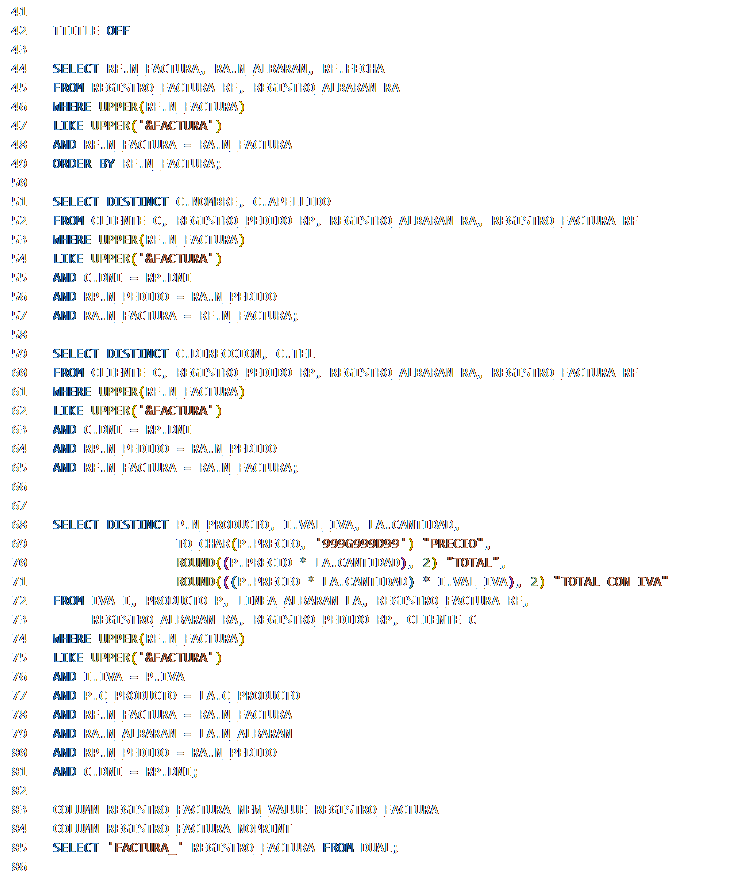 41
42 TTITLE OFF
43
44 SELECT RF.N_FACTURA, RA.N_ALBARAN, RF.FECHA
45 FROM REGISTRO_FACTURA RF, REGISTRO_ALBARAN RA
46 WHERE UPPER(RF.N_FACTURA)
47 LIKE UPPER('&FACTURA')
48 AND RF.N_FACTURA = RA.N_FACTURA
49 ORDER BY RF.N_FACTURA;
50
51 SELECT DISTINCT C.NOMBRE, C.APELLIDO
52 FROM CLIENTE C, REGISTRO_PEDIDO RP, REGISTRO_ALBARAN RA, REGISTRO_FACTURA RF
53 WHERE UPPER(RF.N_FACTURA)
54 LIKE UPPER('&FACTURA')
55 AND C.DNI = RP.DNI
56 AND RP.N_PEDIDO = RA.N_PEDIDO
57 AND RA.N_FACTURA = RF.N_FACTURA;
58
59 SELECT DISTINCT C.DIRECCION, C.TEL
60 FROM CLIENTE C, REGISTRO_PEDIDO RP, REGISTRO_ALBARAN RA, REGISTRO_FACTURA RF
61 WHERE UPPER(RF.N_FACTURA)
62 LIKE UPPER('&FACTURA')
63 AND C.DNI = RP.DNI
64 AND RP.N_PEDIDO = RA.N_PEDIDO
65 AND RF.N_FACTURA = RA.N_FACTURA;
66
67
68 SELECT DISTINCT P.N_PRODUCTO, I.VAL_IVA, LA.CANTIDAD,
69 TO_CHAR(P.PRECIO, '999G999D99') "PRECIO",
70 ROUND((P.PRECIO * LA.CANTIDAD), 2) "TOTAL",
71 ROUND(((P.PRECIO * LA.CANTIDAD) * I.VAL_IVA), 2) "TOTAL CON IVA"
72 FROM IVA I, PRODUCTO P, LINEA_ALBARAN LA, REGISTRO_FACTURA RF,
73 REGISTRO_ALBARAN RA, REGISTRO_PEDIDO RP, CLIENTE C
74 WHERE UPPER(RF.N_FACTURA)
75 LIKE UPPER('&FACTURA')
76 AND I.IVA = P.IVA
77 AND P.C_PRODUCTO = LA.C_PRODUCTO
78 AND RF.N_FACTURA = RA.N_FACTURA
79 AND RA.N_ALBARAN = LA.N_ALBARAN
80 AND RP.N_PEDIDO = RA.N_PEDIDO
81 AND C.DNI = RP.DNI;
82
83 COLUMN REGISTRO_FACTURA NEW_VALUE REGISTRO_FACTURA
84 COLUMN REGISTRO_FACTURA NOPRINT
85 SELECT 'FACTURA_' REGISTRO_FACTURA FROM DUAL;
86